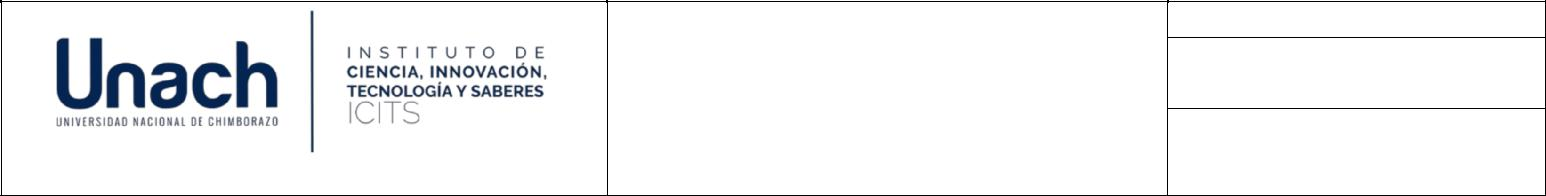 Unach
UNIVERSIDAD NACIONAL DE CHIMBORAZO
INSTITUTO DE
CIENCIA, INNOVACIÓN,
TECNOLOGÍA Y SABERES
ICITS